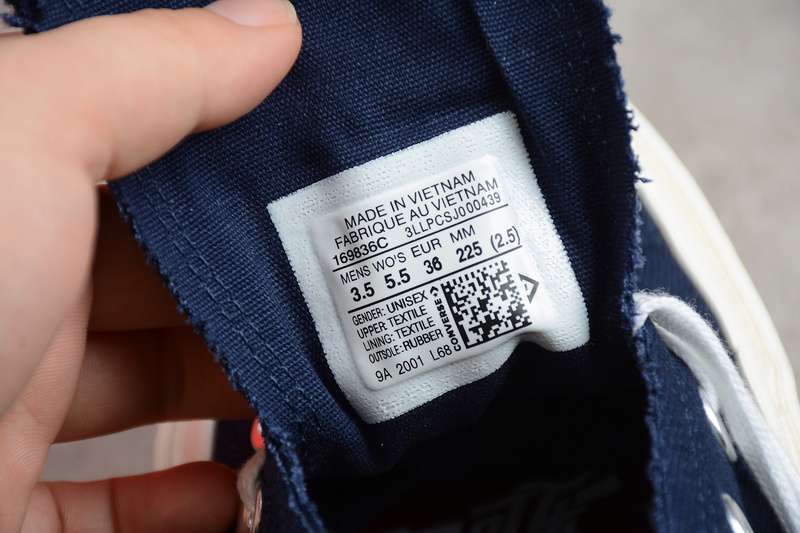 MADE IN VIETNAM
FABRIQUE AU VIETNAM
169836C 3LLPCSJ000439
MENS WO'S EUR MM
3.5 5.5 36 225 (2.5)
GENDER: UNISEX
UPPER: TEXTILE
LINING: TEXTILE
OUTSOLE: RUBBER
CONVERSE
9A 2001 L68